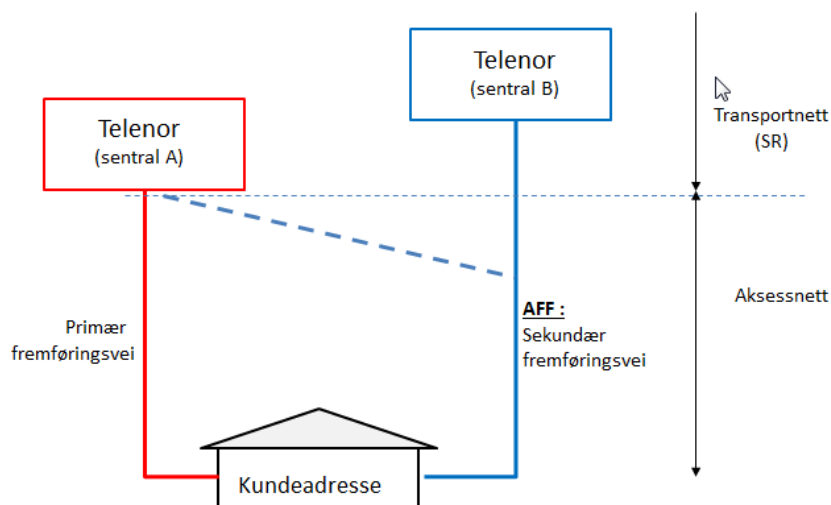 Telenor
(sentral A)
Telenor
(sentral B)
Transportnett
(SR)
Primær
fremføringsvei
AFF :
Sekundær
fremføringsvei
Aksessnett
Kundeadresse